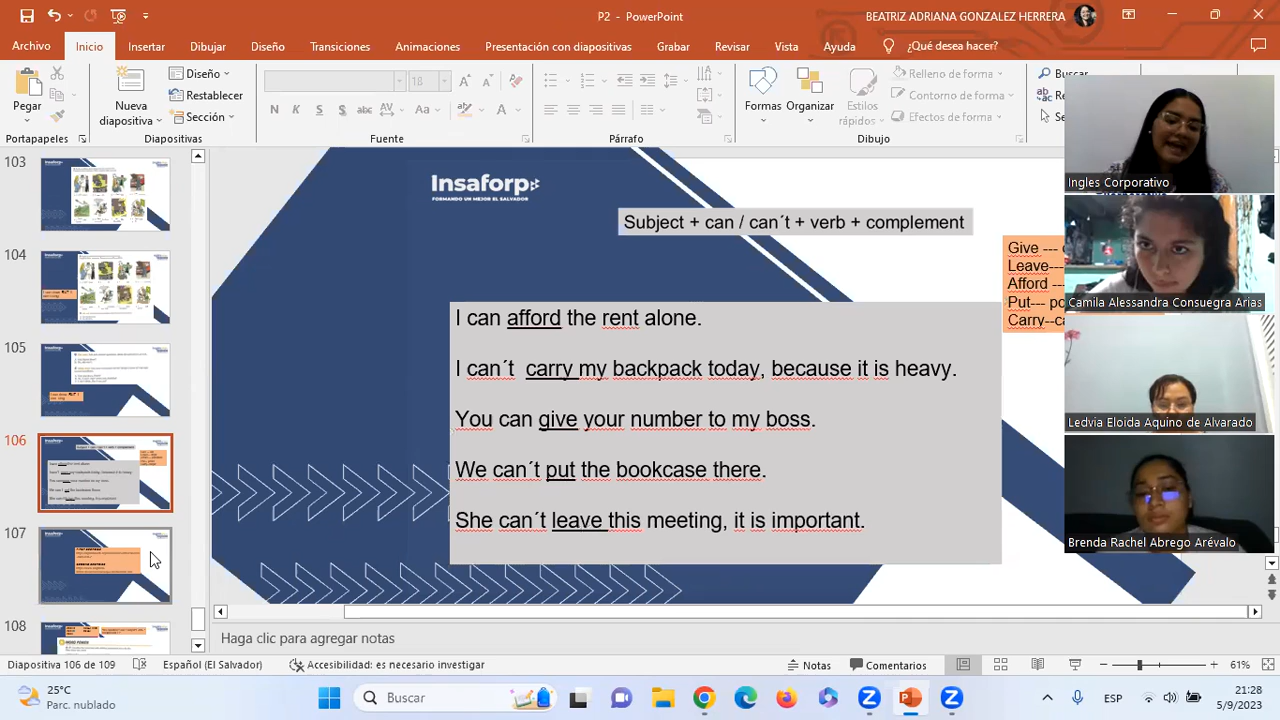 P2 - PowerPoint
BEATRIZ ADRIANA GONZALEZ HERRERA
Archivo Inicio Insertar Dibujar Diseño Transiciones Animaciones Presentación con diapositivas Grabar Revisar Vista Ayuda ¿Qué desea hacer?
Pegar
Portapapeles
Nueva diapositiva
Diseño
Restablecer
Sección
Diapositivas
18
N K S S abc AV Aa A
Fuente
Párrafo
Formas Organizar Estilos rápidos
Relleno de forma
Contorno de forma
Efectos de forma
Dibujo
Ingles Corporativo
Camila Alessandra Consuegra Arias
Ledvia Eloida Aquino de Alvarado
Brenda Rachel Abrego Arévalo
103
104
105
106
107
108
Insaforp
FORMANDO UN MEJOR EL SALVADOR
Subject + can / can´t + verb + complement
Give ---
Leave---
Afford ---
Put---
Carry--
I can afford the rent alone.
I can´t carry my backpack today, because it is heavy.
You can give your number to my boss.
We can´t put the bookcase there.
She can´t leave this meeting, it is important.
Haga clic para agregar notas
Diapositiva 106 de 109 Español (El Salvador) Accesibilidad: es necesario investigar Notas Comentarios 61%
25°C
Parc. nublado
Buscar
ESP
21:28
5/9/2023